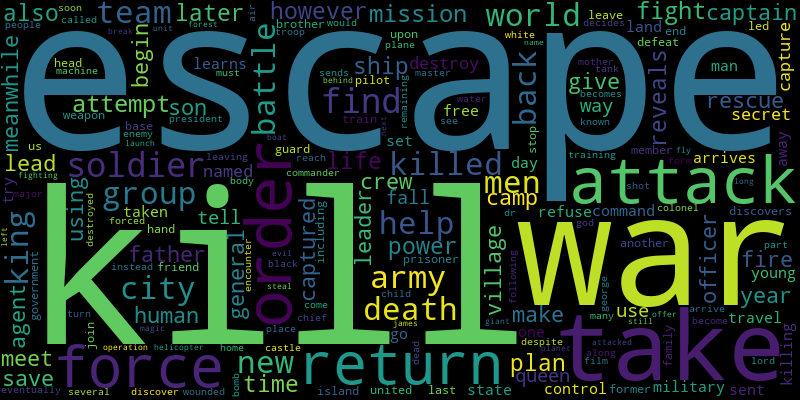 escape
kill
war
take
attack
force
return
order
find
killed
soldier
group
king
new
city
army
death
men
help
battle
back
world
team
mission
fight
captain
also
later
however
meanwhile
begin
attempt
son
ship
destroy
give
way
rescue
secret
capture
reveals
land
man
lead
life
crew
named
camp
fall
power
leader
captured
general
using
father
tell
agent
human
meet
save
time
plan
queen
make
use
control
military
state
year
travel
fire
officer
village
refuse
command
young
killing
sent
arrives
away
discovers
learns
weapon
president
free
set
day
stop
try
join
friend
hand
taken
forced
go
one
us
base
enemy
guard
train
pilot
plane
upon
brother
called
soon
people
air
troop
would
break
unit
forest
head
machine
must
sends
behind
master
remaining
water
see
white
name
decides
leave
led
end
defeat
mother
tank
becomes
known
fly
training
member
form
shot
long
colonel
dr
god
another
part
including
prisoner
commander
reach
body
boat
next
launch
leaving
fighting
major
left
destroyed
government
turn
instead
evil
black
encounter
steal
come
place
chief
child
james
giant
many
george
still
offer
arrive
attacked
become
along
family
despite
film
planet
former
lord
following
dead
island
united
last
castle
home
bomb
magic
helicopter
operation
wounded
discover
several
eventually